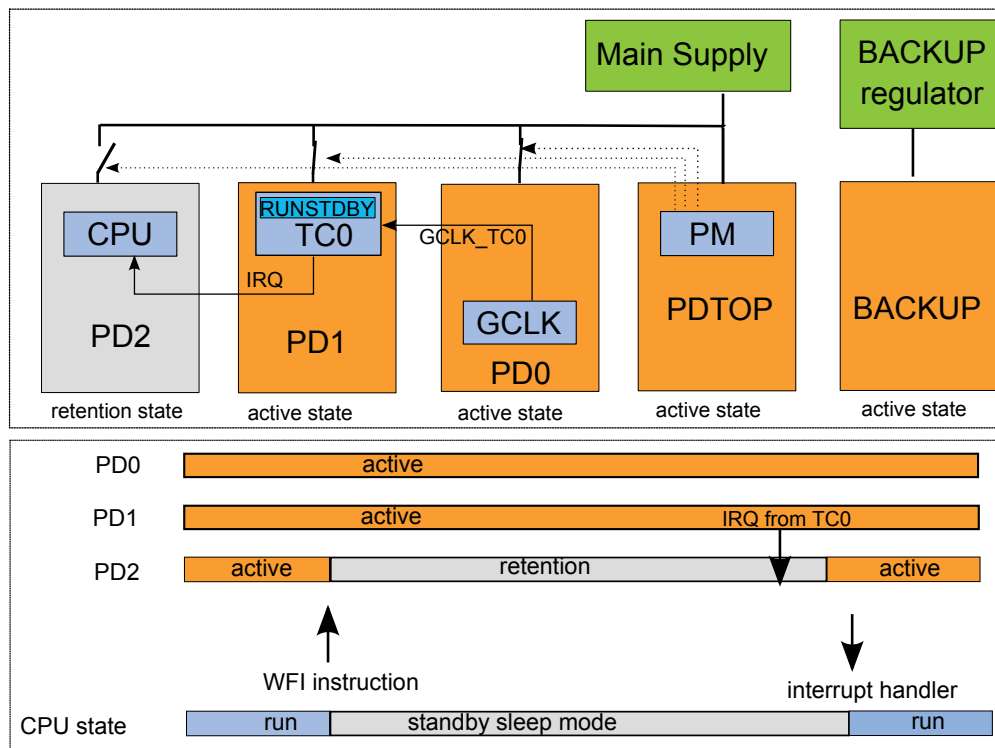 Main Supply
BACKUP
regulator
RUNSTDBY
CPU
TC0
GCLK_TC0
PM
IRQ
GCLK
PD2
PD1
PD0
PDTOP
BACKUP
retention state
active state
active state
active state
active state
PD0
active
PD1
active
IRQ from TC0
PD2
active
retention
active
WFI instruction
interrupt handler
CPU state
run
standby sleep mode
run